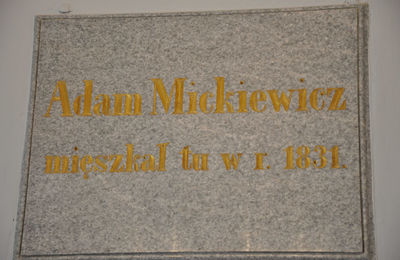 Adam Mickiewicz
mięszkał tu w r. 1831.